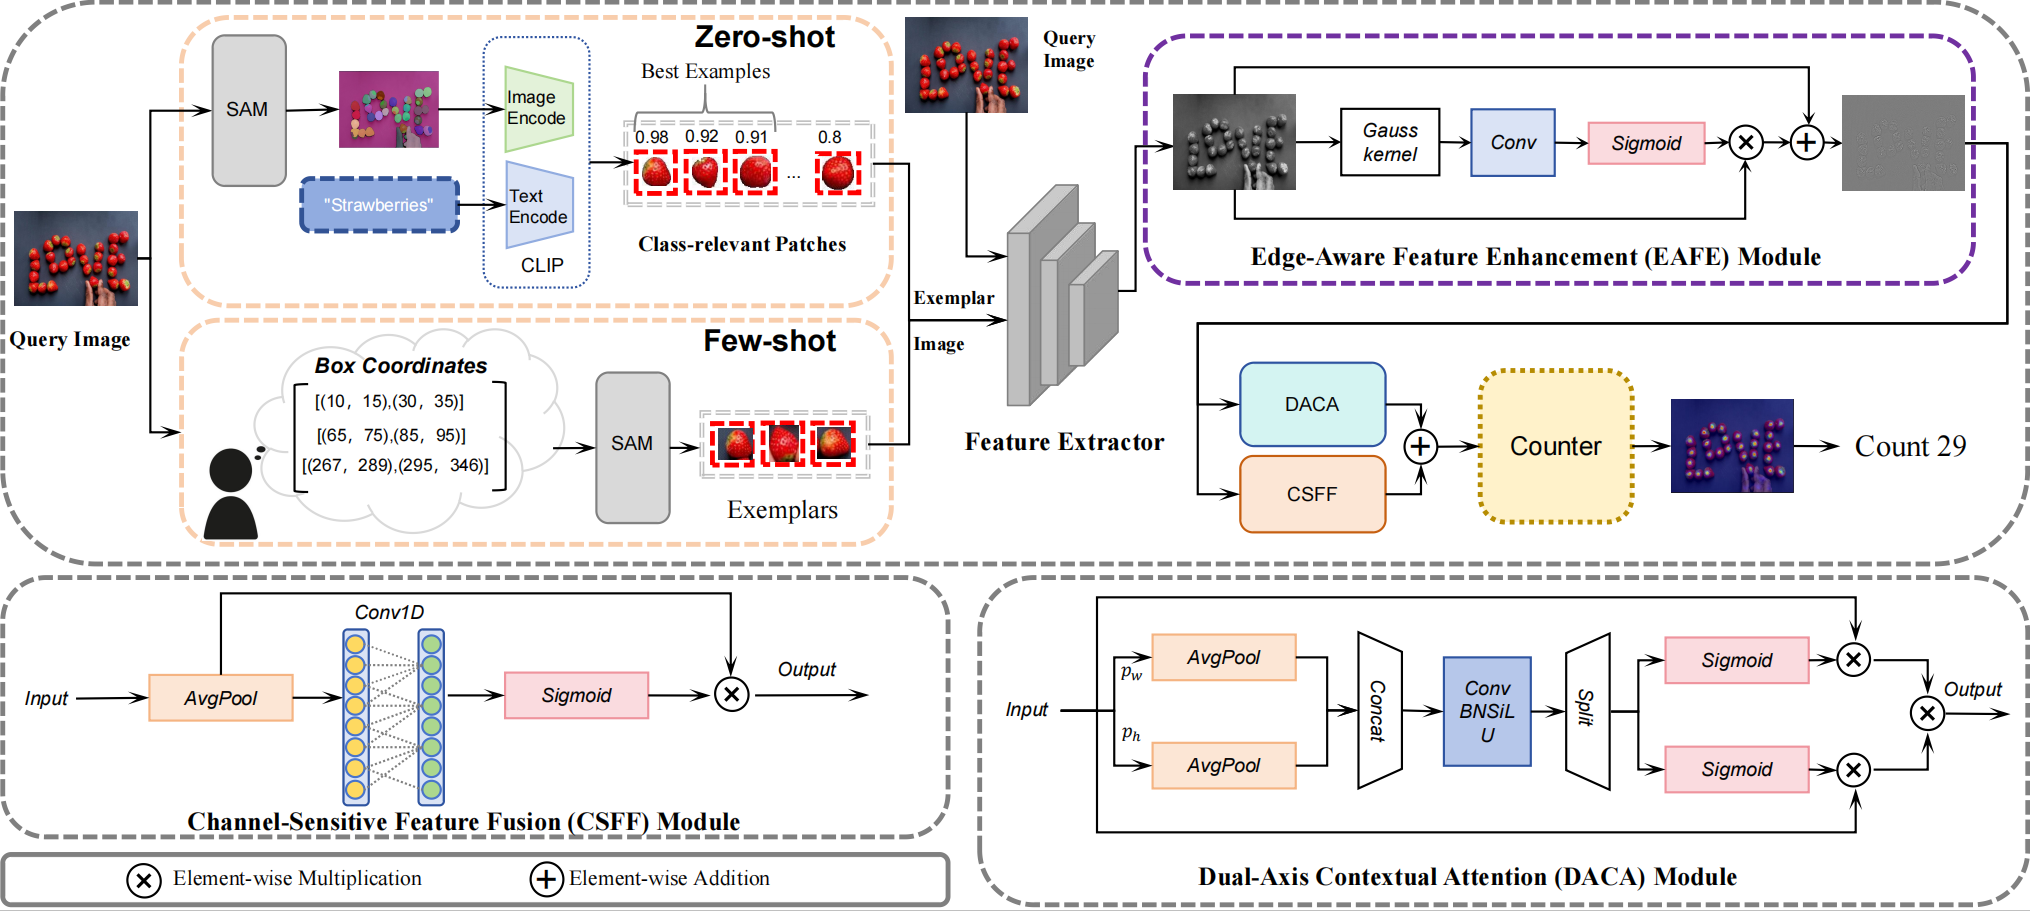 Zero-shot
SAM
Image
Encode
"Strawberries"
Text
Encode
CLIP
Best Examples
0.98 0.92 0.91 0.8
...
Class-relevant Patches
Query Image
Few-shot
Box Coordinates
[(10, 15),(30, 35)]
[(65, 75),(85, 95)]
[(267, 289),(295, 346)]
SAM
Exemplars
Query
Image
Exemplar
Image
Feature Extractor
Gauss
kernel
Conv
Sigmoid
Edge-Aware Feature Enhancement (EAFE) Module
DACA
CSFF
Counter
Count 29
Conv1D
Input
AvgPool
Sigmoid
Output
Channel-Sensitive Feature Fusion (CSFF) Module
Element-wise Multiplication
Element-wise Addition
Input
pw
AvgPool
ph
AvgPool
Concat
Conv
BNSiL
U
Split
Sigmoid
Sigmoid
Output
Dual-Axis Contextual Attention (DACA) Module